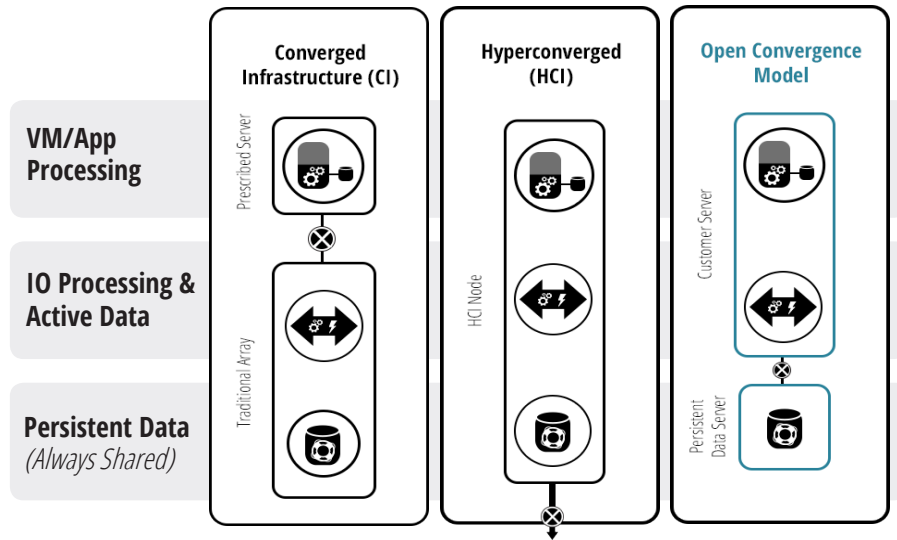 Converged
Infrastructure (CI)
Hyperconverged
(HCI)
Open Convergence
Model
VM/App
Processing
IO Processing &
Active Data
Persistent Data
(Always Shared)
Prescribed Server
Traditional Array
HCI Node
Customer Server
Persistent
Data Server